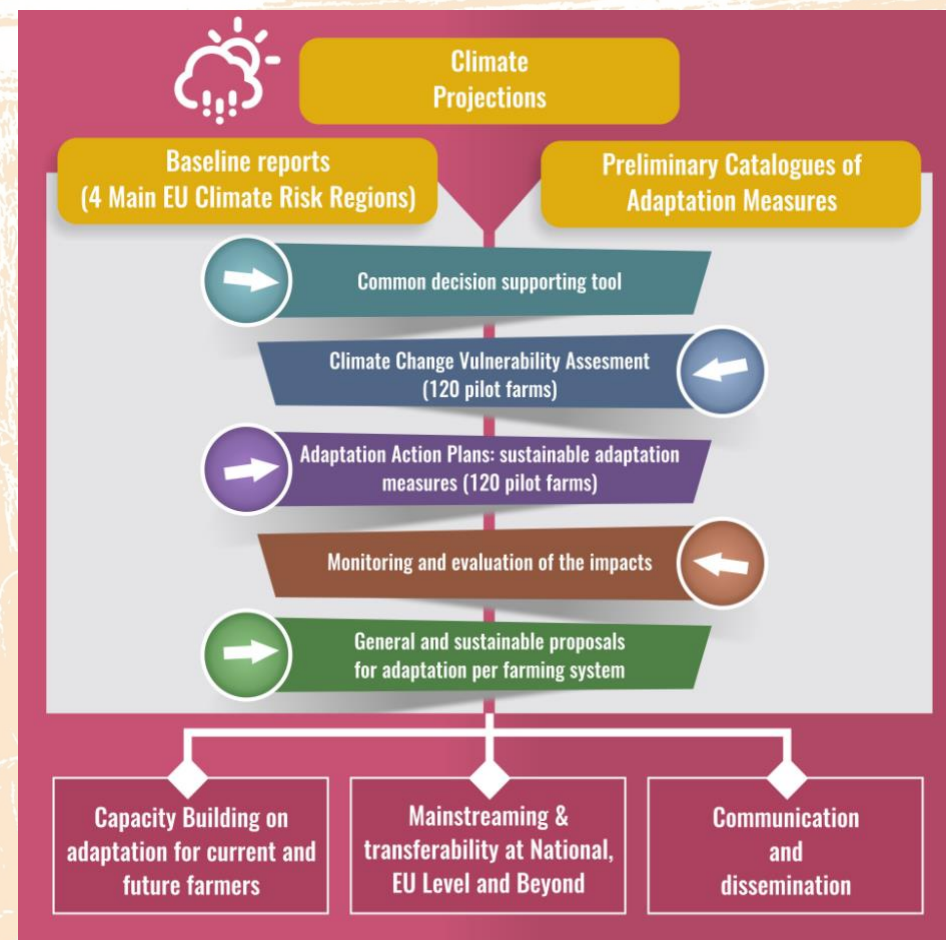 Climate
Projections
Baseline reports
(4 Main EU Climate Risk Regions)
Preliminary Catalogues of
Adaptation Measures
Common decision supporting tool
Climate Change Vulnerability Assesment
(120 pilot farms)
Adaptation Action Plans: sustainable adaptation
measures (120 pilot farms)
Monitoring and evaluation of the impacts
General and sustainable proposals
for adaptation per farming system
Capacity Building on
adaptation for current and
future farmers
Mainstreming &
transferability at National,
EU Level and Beyond
Communication
and
dissemination